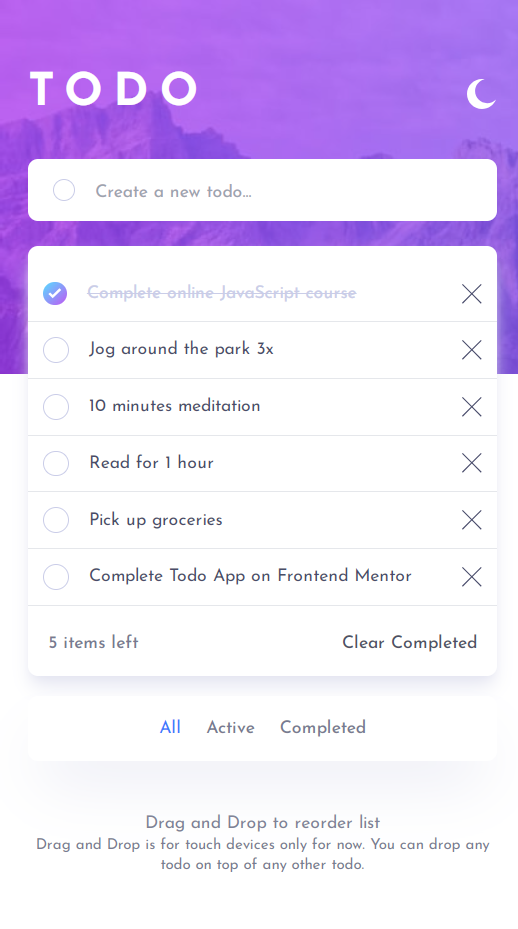 TODO
Create a new todo...
Complete online JavaScript course
Jog around the park 3x
10 minutes meditation
Read for 1 hour
Pick up groceries
Complete Todo App on Frontend Mentor
5 items left Clear Completed
All Active Completed
Drag and Drop to reorder list
Drag and Drop is for touch devices only for now. You can drop any
todo on top of any other todo.